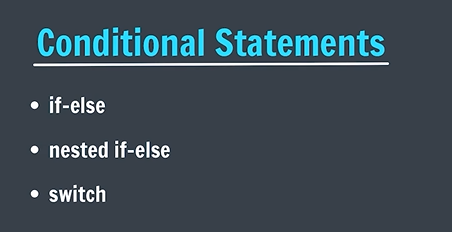 Conditional Statements
• if-else
• nested if-else
• switch